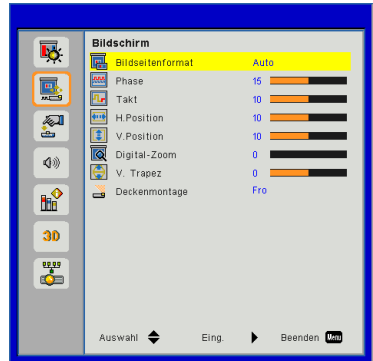 Bildschirm
Bildseitenformat Auto
Phase 15
Takt 10
H.Position 10
V.Position 10
Digital-Zoom 0
V. Trapez 0
Deckenmontage Fro
3D
Auswahl Eing. Beenden Menu